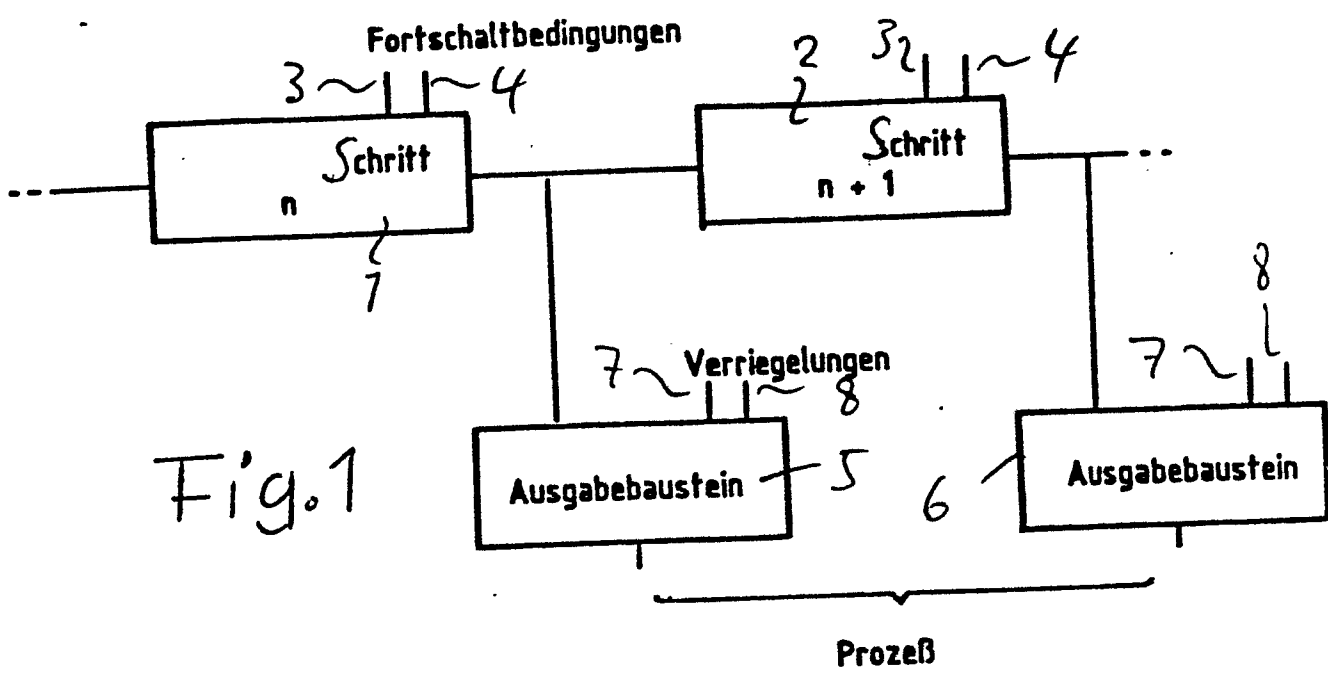 Fortschaltbedingungen
3 4
2 3 4
Schritt
n
1
Schritt
n + 1
7 Verriegelungen
8
7 8
Fig.1
Ausgabebaustein 5
6 Ausgabebaustein
Prozeß